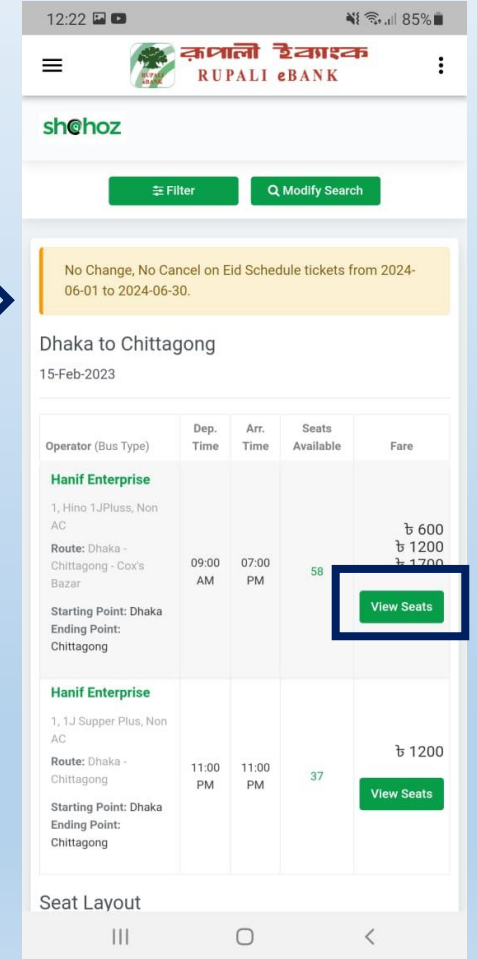 12:22 85%
রূপালী ই ব্যাংক
RUPALI eBANK
RUPALI eBANK
shohoz
Filter
Modify Search
No Change, No Cancel on Eid Schedule tickets from 2024-
06-01 to 2024-06-30.
Dhaka to Chittagong
15-Feb-2023
Operator (Bus Type) Dep. Time Arr. Time Seats Available Fare
Hanif Enterprise
1, Hino 1JPluss, Non
AC
Route: Dhaka -
Chittagong - Cox's
Bazar
Starting Point: Dhaka
Ending Point:
Chittagong
09:00
AM
07:00
PM
58
৳ 600
৳ 1200
৳ 1700
View Seats
Hanif Enterprise
1, 1J Supper Plus, Non
AC
Route: Dhaka -
Chittagong
Starting Point: Dhaka
Ending Point:
Chittagong
11:00
PM
11:00
PM
37
৳ 1200
View Seats
Seat Layout